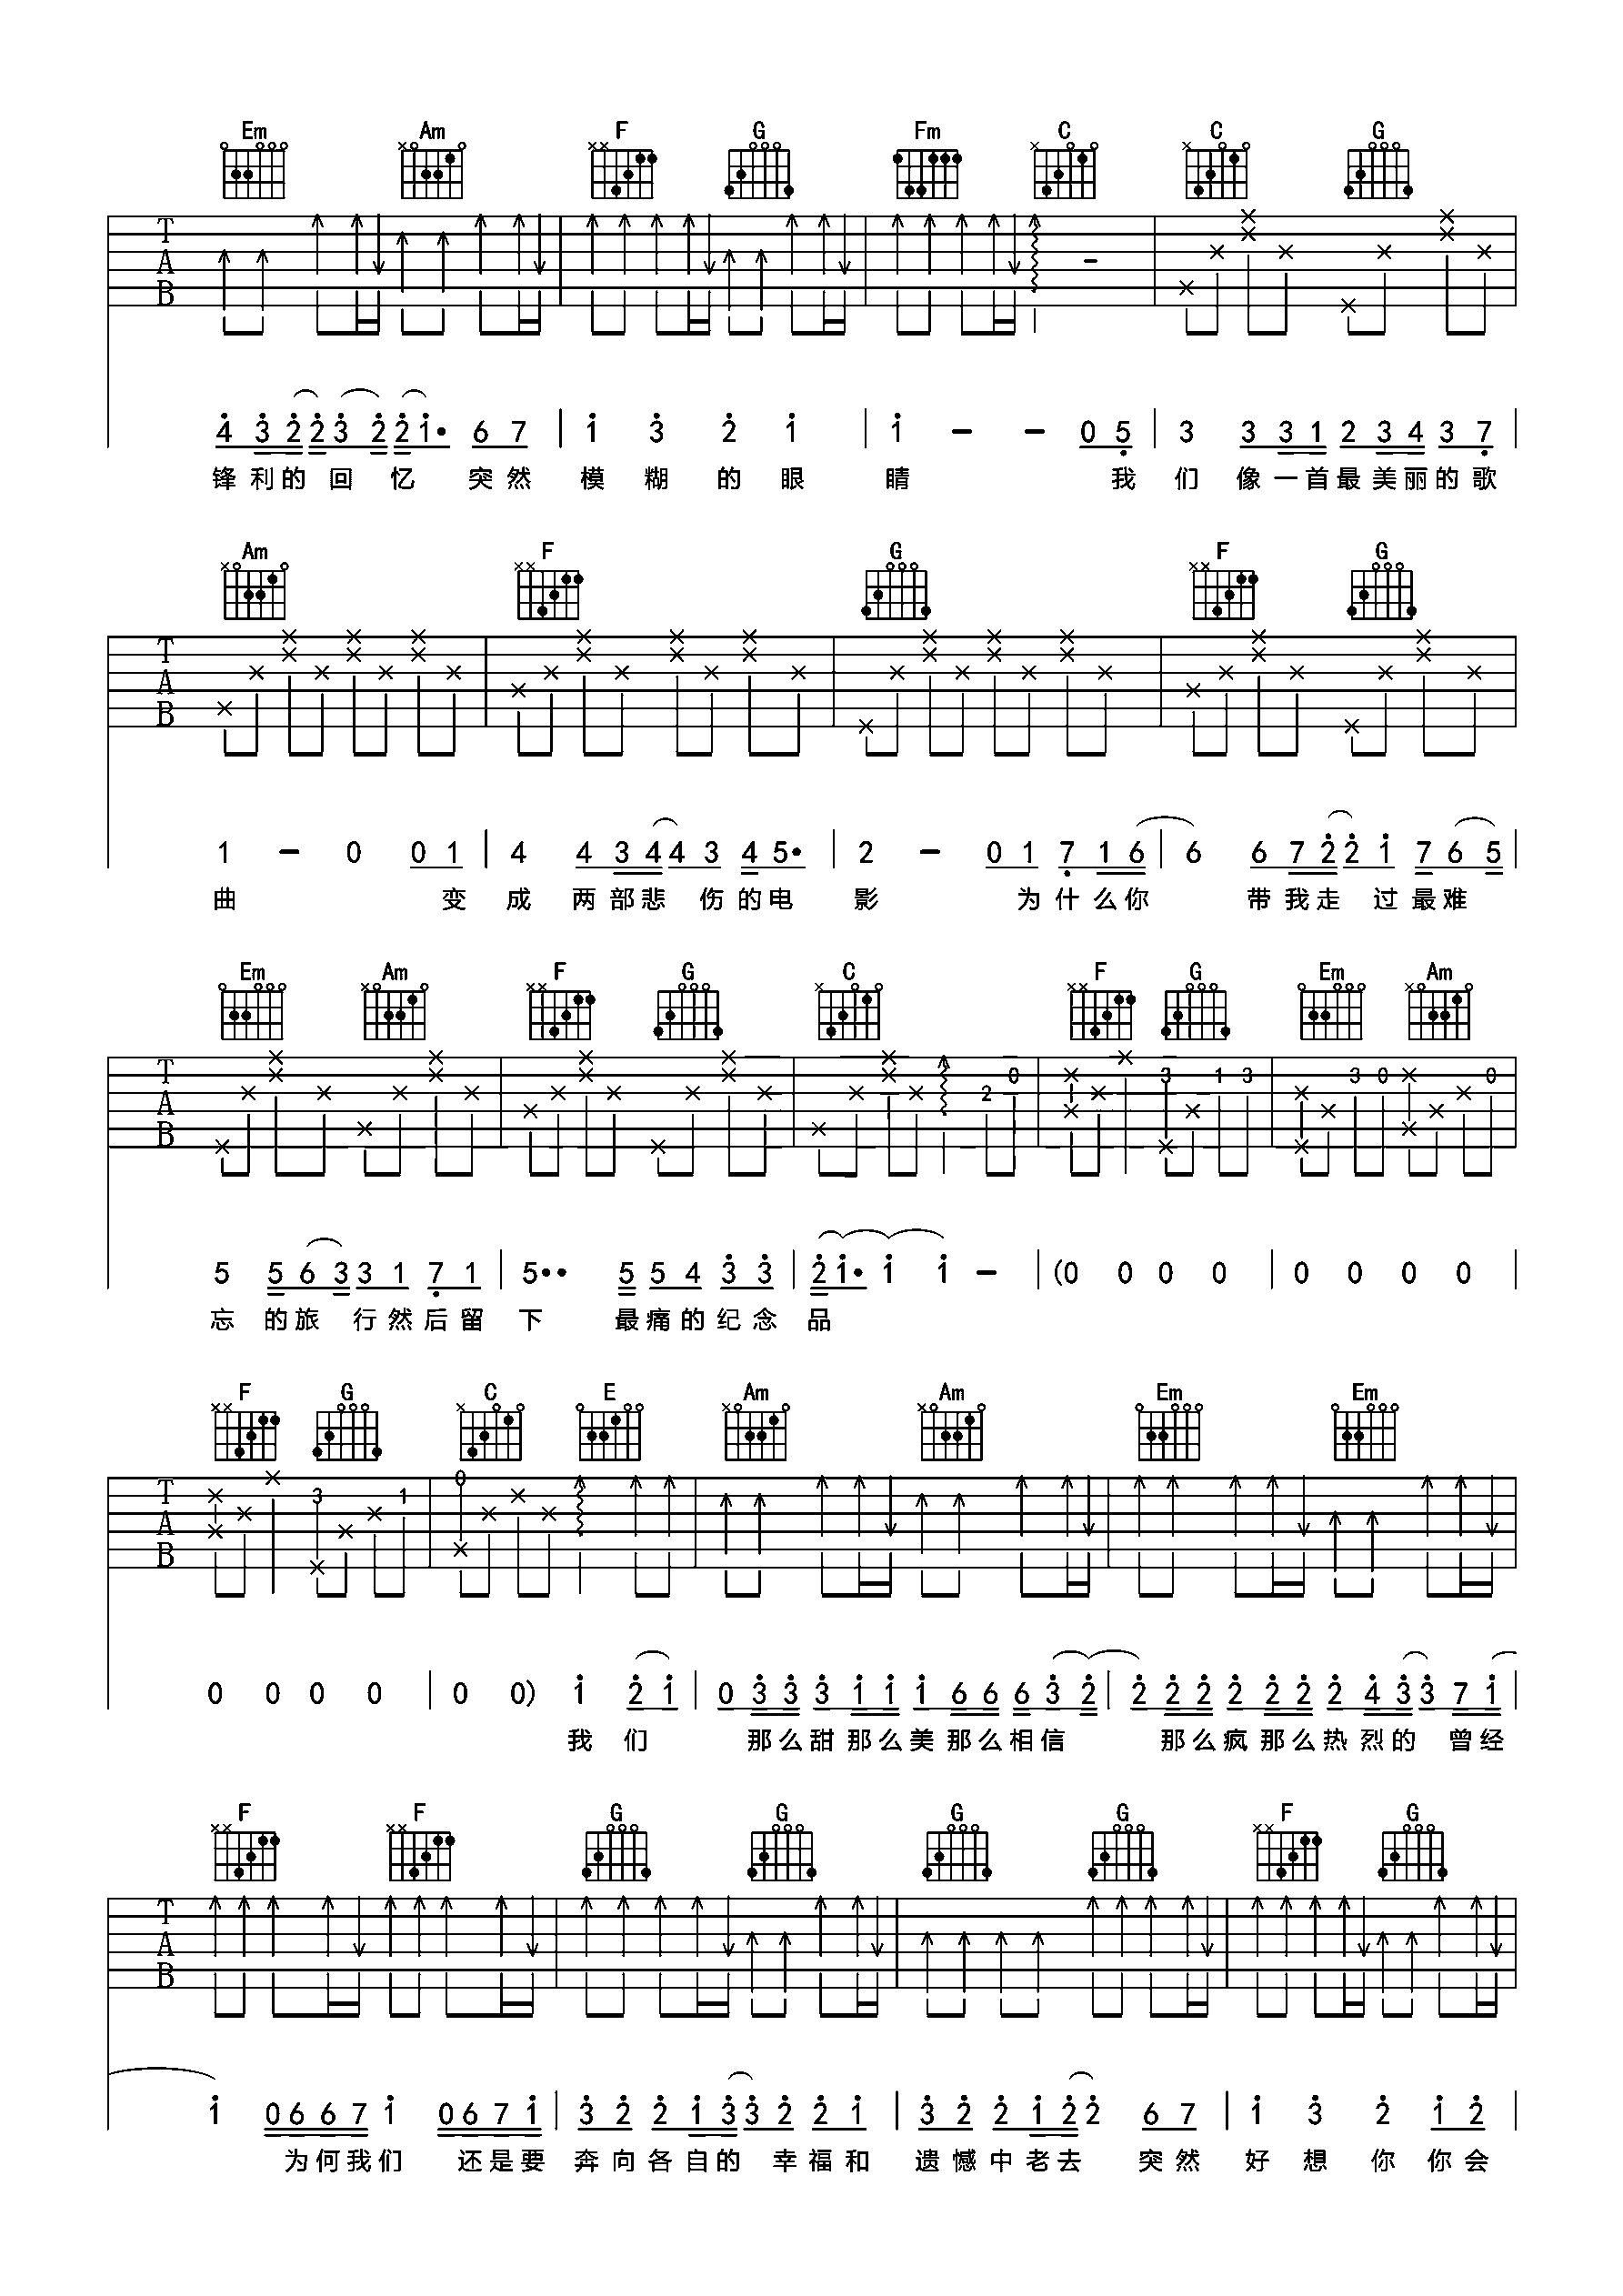 Em Am F G Fm C C G
T A B
4 3 2 2 3 2 2 1· 6 7 | 1 3 2 1 | 1 - - 0 5 | 3 3 3 1 2 3 4 3 7 |
锋利的 回 忆 突然 模 糊 的 眼 睛 我 们 像一首最美丽的歌
Am F G F G
T A B
1 - 0 0 1 | 4 4 3 4 4 3 4 5· | 2 - 0 1 7 1 6 | 6 6 7 2 2 1 7 6 5 |
曲 变 成 两部悲 伤的电 影 为什么你 带我走 过最难
Em Am F G C F G Em Am
T A B 2 0 3 1 3 3 0 0
5 5 6 3 3 1 7 1 | 5·· 5 5 4 3 3 | 2 1· 1 1 - | (0 0 0 0 | 0 0 0 0 |
忘 的旅 行然后留 下 最痛的纪念 品
F G C E Am Am Em Em
T A B 3 1 0
0 0 0 0 | 0 0) 1 2 1 | 0 3 3 3 1 1 1 6 6 6 3 2 | 2 2 2 2 2 2 2 4 3 3 7 1 |
我 们 那么甜那么美那么相信 那么疯那么热烈的 曾经
F F G G G G F G
T A B
1 0 6 6 7 1 0 6 7 1 | 3 2 2 1 3 3 2 2 1 | 3 2 2 1 2 2 6 7 | 1 3 2 1 2 |
为何我们 还是要 奔向各自的 幸福和 遗憾中老去 突然 好 想 你 你会